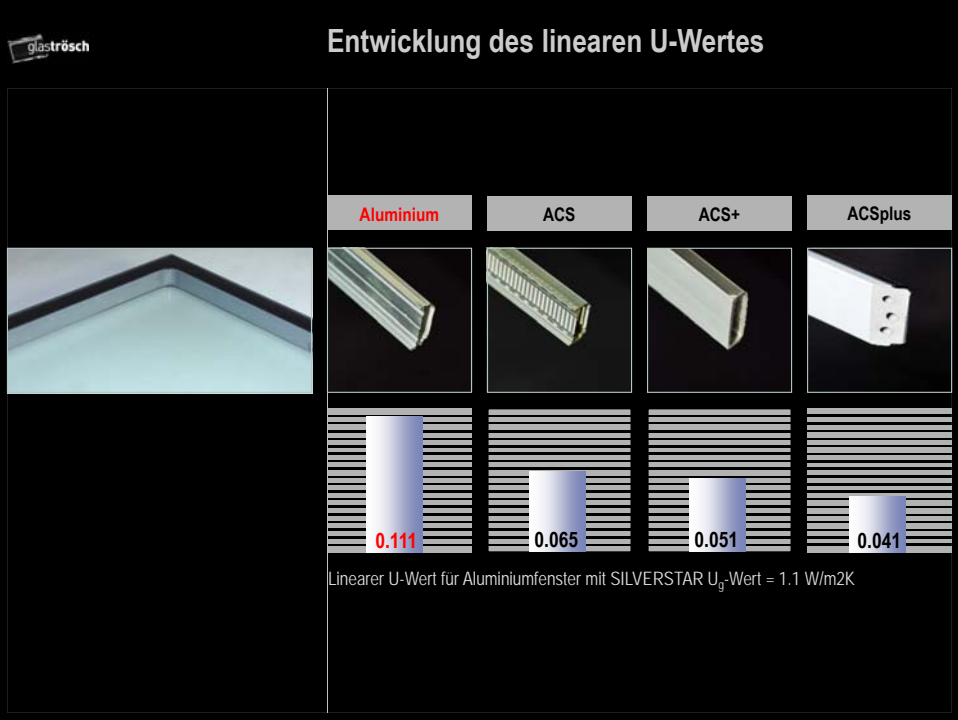 glaströsch
Entwicklung des linearen U-Wertes
Aluminium ACS ACS+ ACSplus
0.111 0.065 0.051 0.041
Linearer U-Wert für Aluminiumfenster mit SILVERSTAR Ug-Wert = 1.1 W/m2K